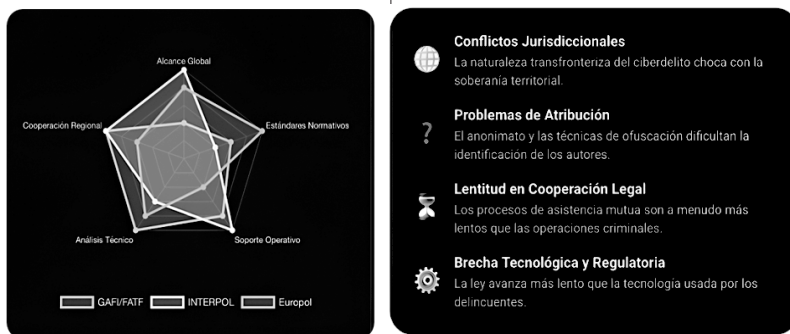 Alcance Global
Cooperación Regional
Estándares Normativos
Análisis Técnico
Soporte Operativo
GAFI/FATF
INTERPOL
Europol
Conflictos Jurisdiccionales
La naturaleza transfronteriza del ciberdelito choca con la
soberanía territorial.
?
Problemas de Atribución
El anonimato y las técnicas de ofuscación dificultan la
identificación de los autores.
Lentitud en Cooperación Legal
Los procesos de asistencia mutua son a menudo más
lentos que las operaciones criminales.
Brecha Tecnológica y Regulatoria
La ley avanza más lento que la tecnología usada por los
delincuentes.